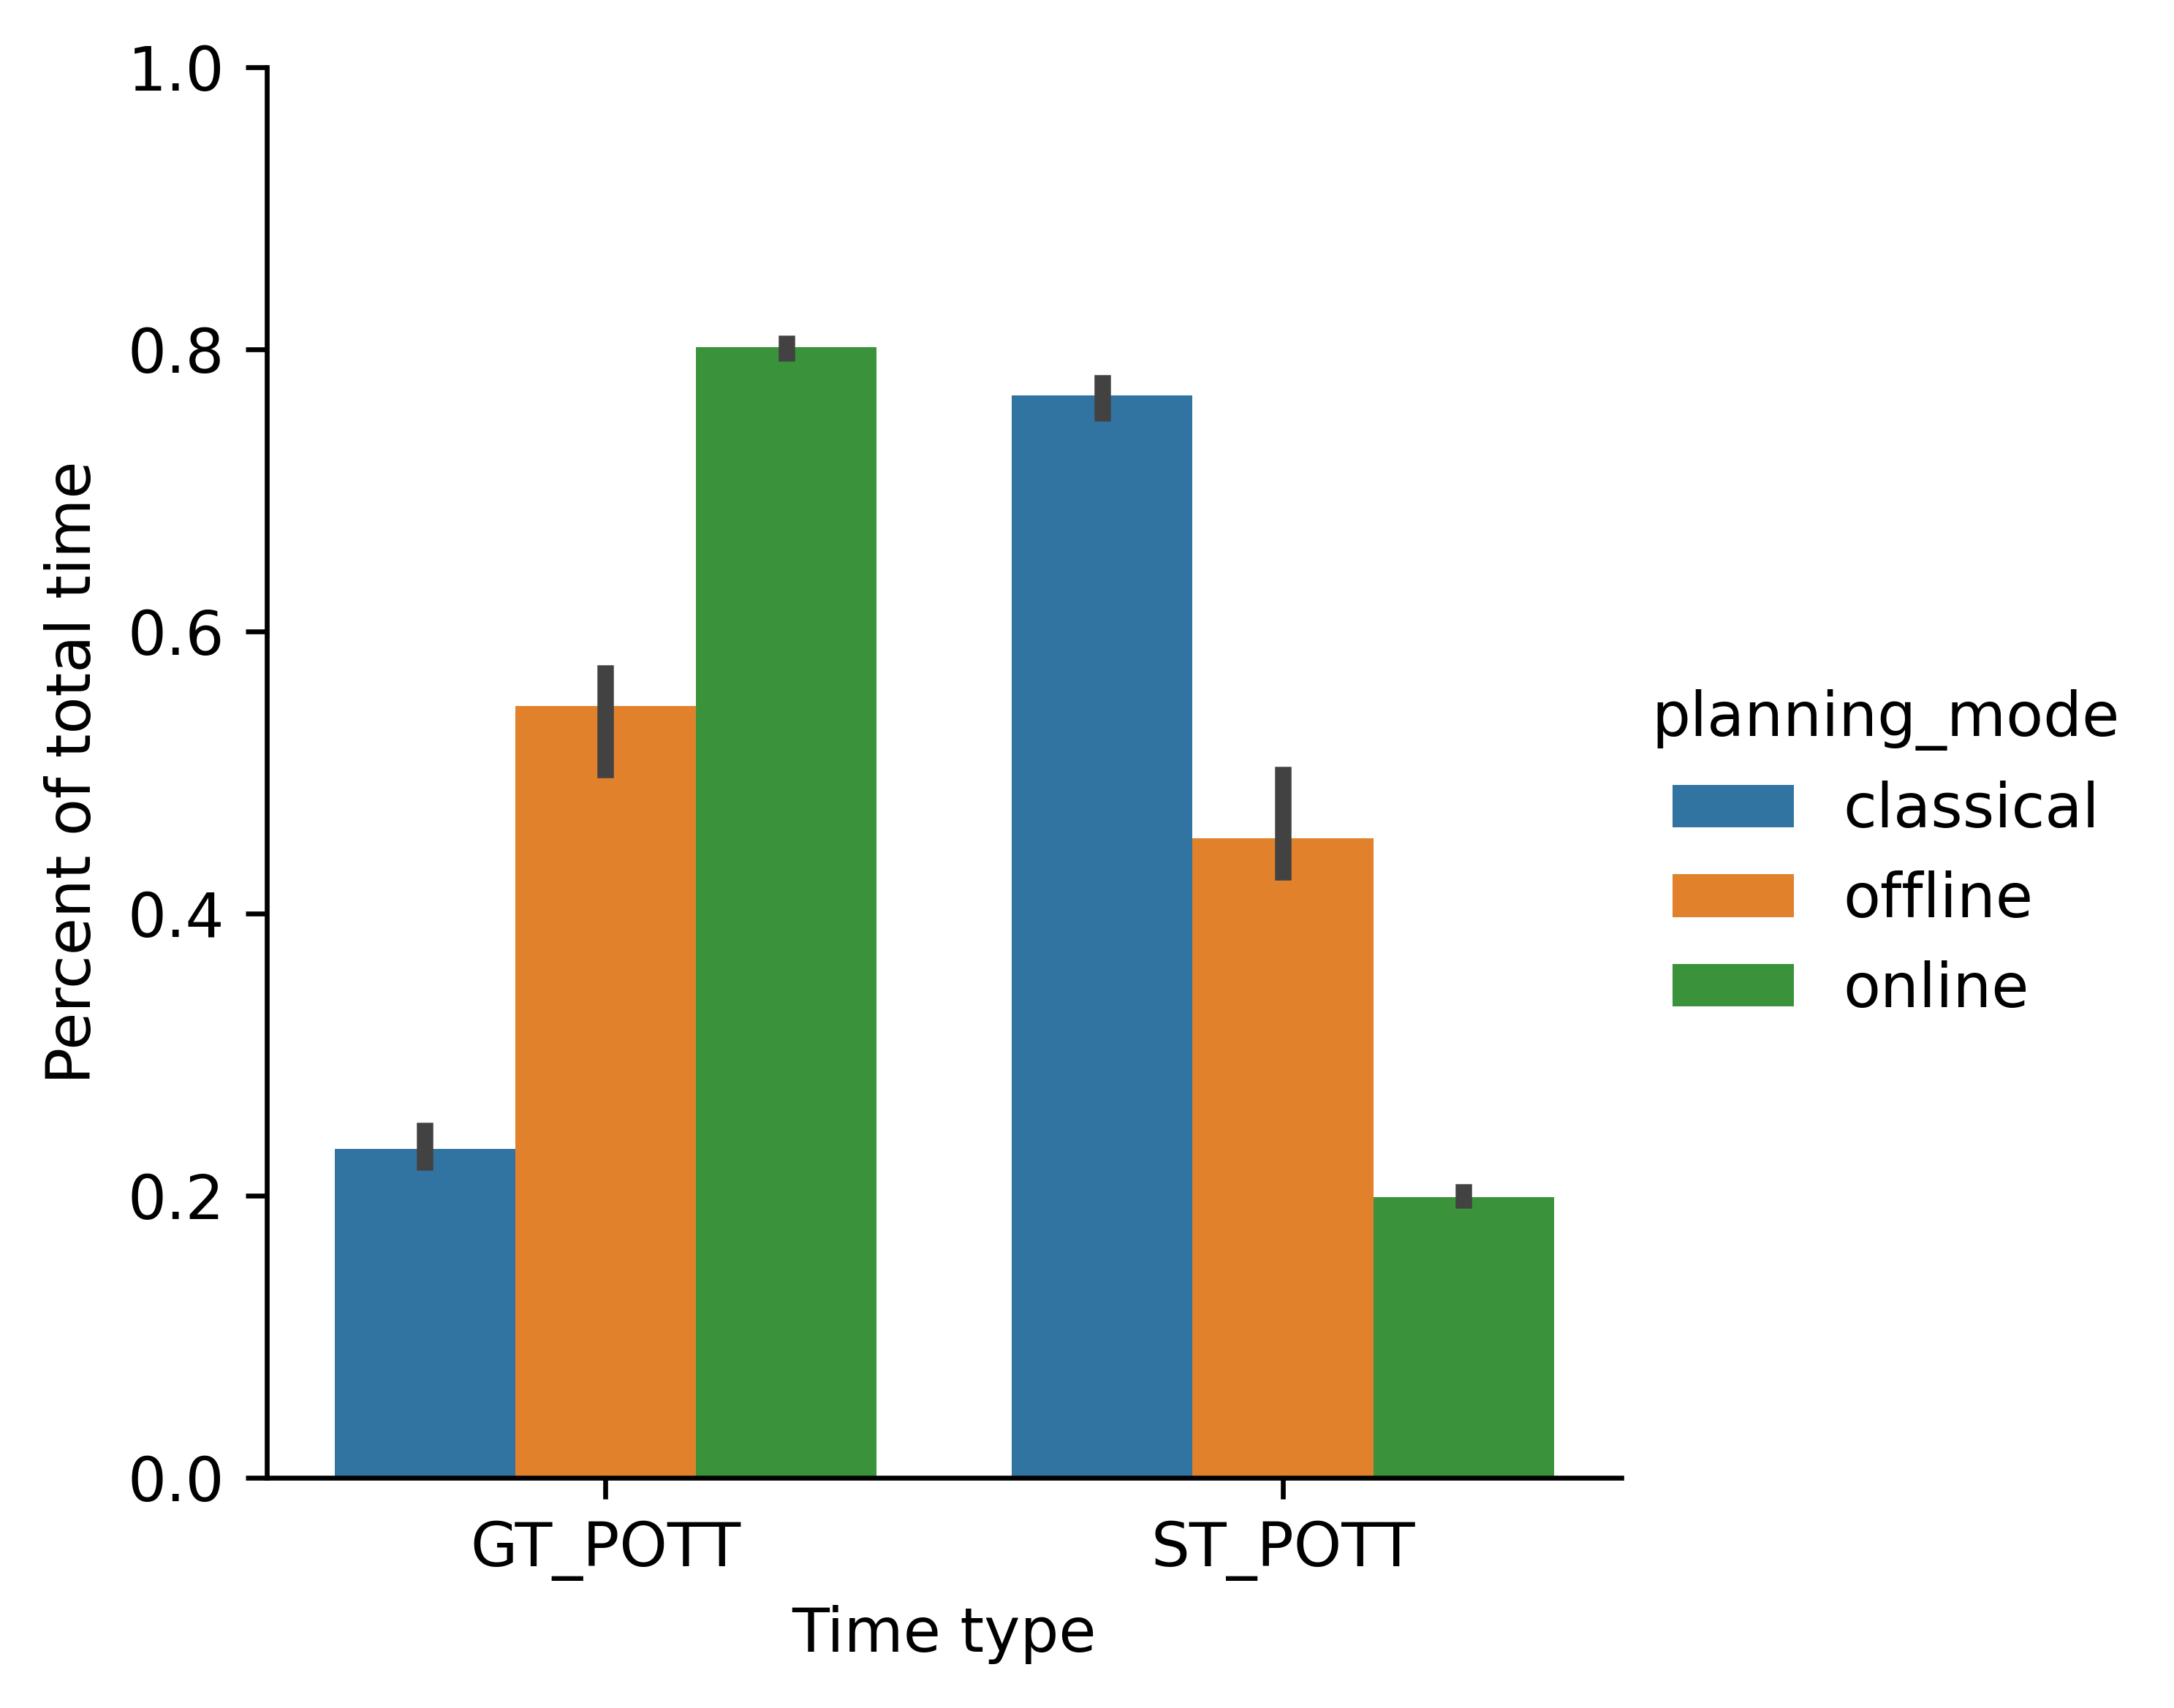 1.0
0.8
0.6
0.4
0.2
0.0
Percent of total time
GT_POTT
ST_POTT
Time type
planning_mode
classical
offline
online